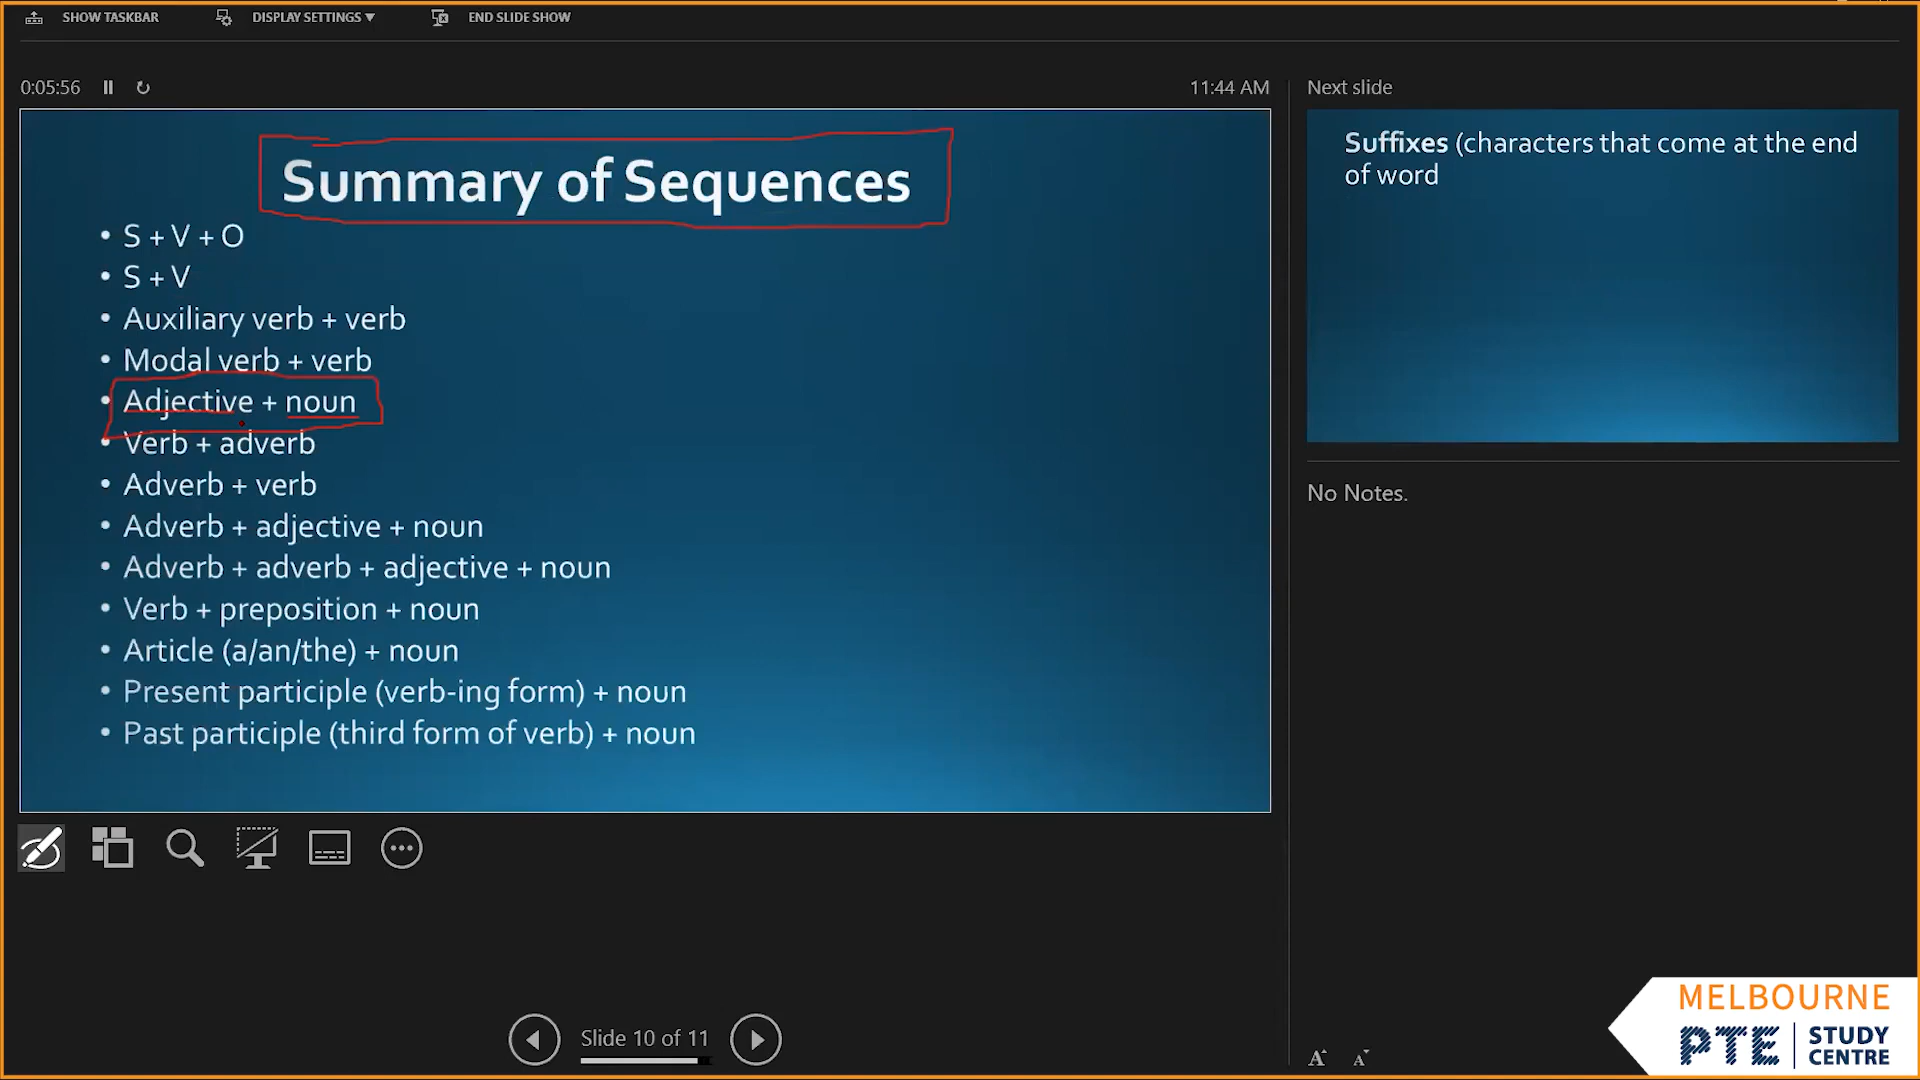 SHOW TASKBAR
DISPLAY SETTINGS ▼
END SLIDE SHOW
0:05:56
11:44 AM
Next slide
Summary of Sequences
• S + V + O
• S + V
• Auxiliary verb + verb
• Modal verb + verb
• Adjective + noun
• Verb + adverb
• Adverb + verb
• Adverb + adjective + noun
• Adverb + adverb + adjective + noun
• Verb + preposition + noun
• Article (a/an/the) + noun
• Present participle (verb-ing form) + noun
• Past participle (third form of verb) + noun
Suffixes (characters that come at the end
of word
No Notes.
Slide 10 of 11
A A
MELBOURNE
PTE STUDY
CENTRE